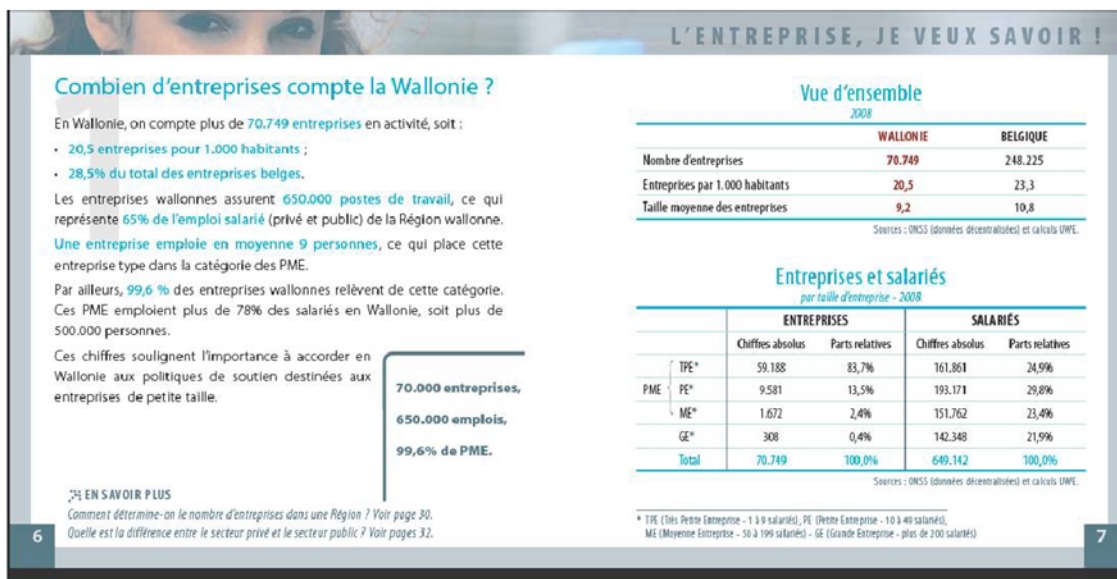 L'ENTREPRISE, JE VEUX SAVOIR !
1
Combien d'entreprises compte la Wallonie ?
En Wallonie, on compte plus de 70.749 entreprises en activité, soit :
• 20,5 entreprises pour 1.000 habitants ;
• 28,5% du total des entreprises belges.
Les entreprises wallonnes assurent 650.000 postes de travail, ce qui
représente 65% de l'emploi salarié (privé et public) de la Région wallonne.
Une entreprise emploie en moyenne 9 personnes, ce qui place cette
entreprise type dans la catégorie des PME.
Par ailleurs, 99,6 % des entreprises wallonnes relèvent de cette catégorie.
Ces PME emploient plus de 78% des salariés en Wallonie, soit plus de
500.000 personnes.
Ces chiffres soulignent l'importance à accorder en
Wallonie aux politiques de soutien destinées aux
entreprises de petite taille.
70.000 entreprises,
650.000 emplois,
99,6% de PME.
EN SAVOIR PLUS
Comment détermine-on le nombre d'entreprises dans une Région ? Voir page 30.
Quelle est la différence entre le secteur privé et le secteur public ? Voir pages 32.
6
Vue d'ensemble
2008
WALLONIE BELGIQUE
Nombre d'entreprises 70.749 248.225
Entreprises par 1.000 habitants 20,5 23,3
Taille moyenne des entreprises 9,2 10,8
Sources : ONSS (données décentralisées) et calculs UWE.
Entreprises et salariés
par taille d'entreprise - 2008
ENTREPRISES SALARIÉS
Chiffres absolus Parts relatives Chiffres absolus Parts relatives
TPE* 59.188 83,7% 161.861 24,9%
PME PE* 9.581 13,5% 193.171 29,8%
ME* 1.672 2,4% 151.762 23,4%
GE* 308 0,4% 142.348 21,9%
Total 70.749 100,0% 649.142 100,0%
Sources : ONSS (données décentralisées) et calculs UWE.
* TPE (Très Petite Entreprise - 1 à 9 salariés), PE (Petite Entreprise - 10 à 49 salariés),
ME (Moyenne Entreprise - 50 à 199 salariés) - GE (Grande Entreprise - plus de 200 salariés)
7